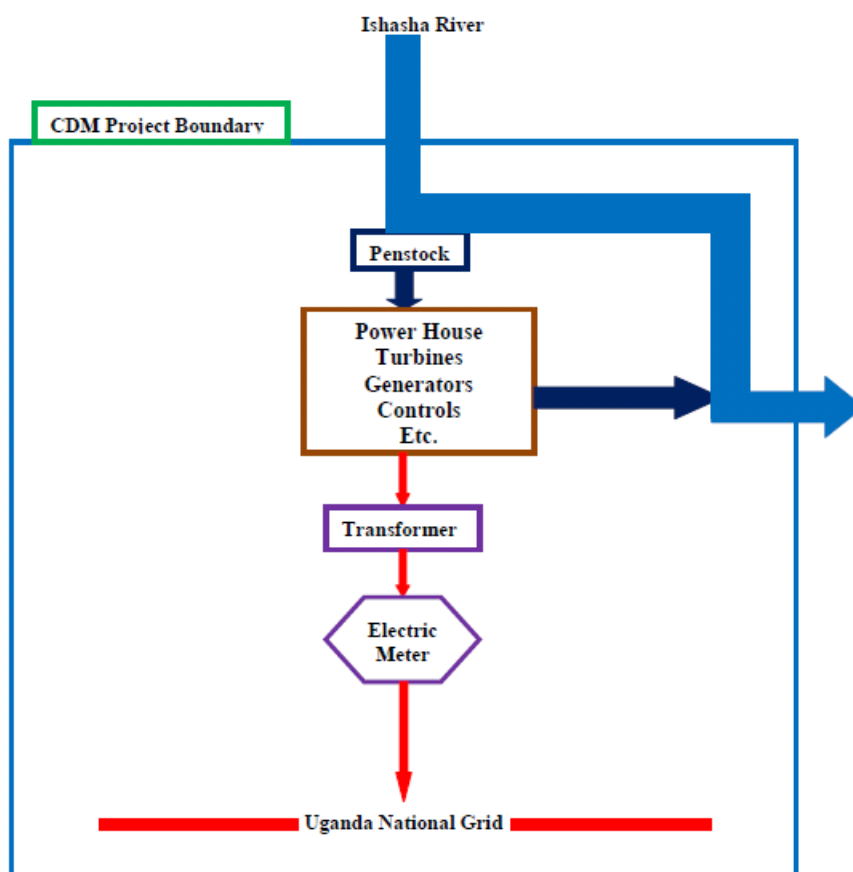 Ishasha River
CDM Project Boundary
Penstock
Power House
Turbines
Generators
Controls
Etc.
Transformer
Electric
Meter
Uganda National Grid